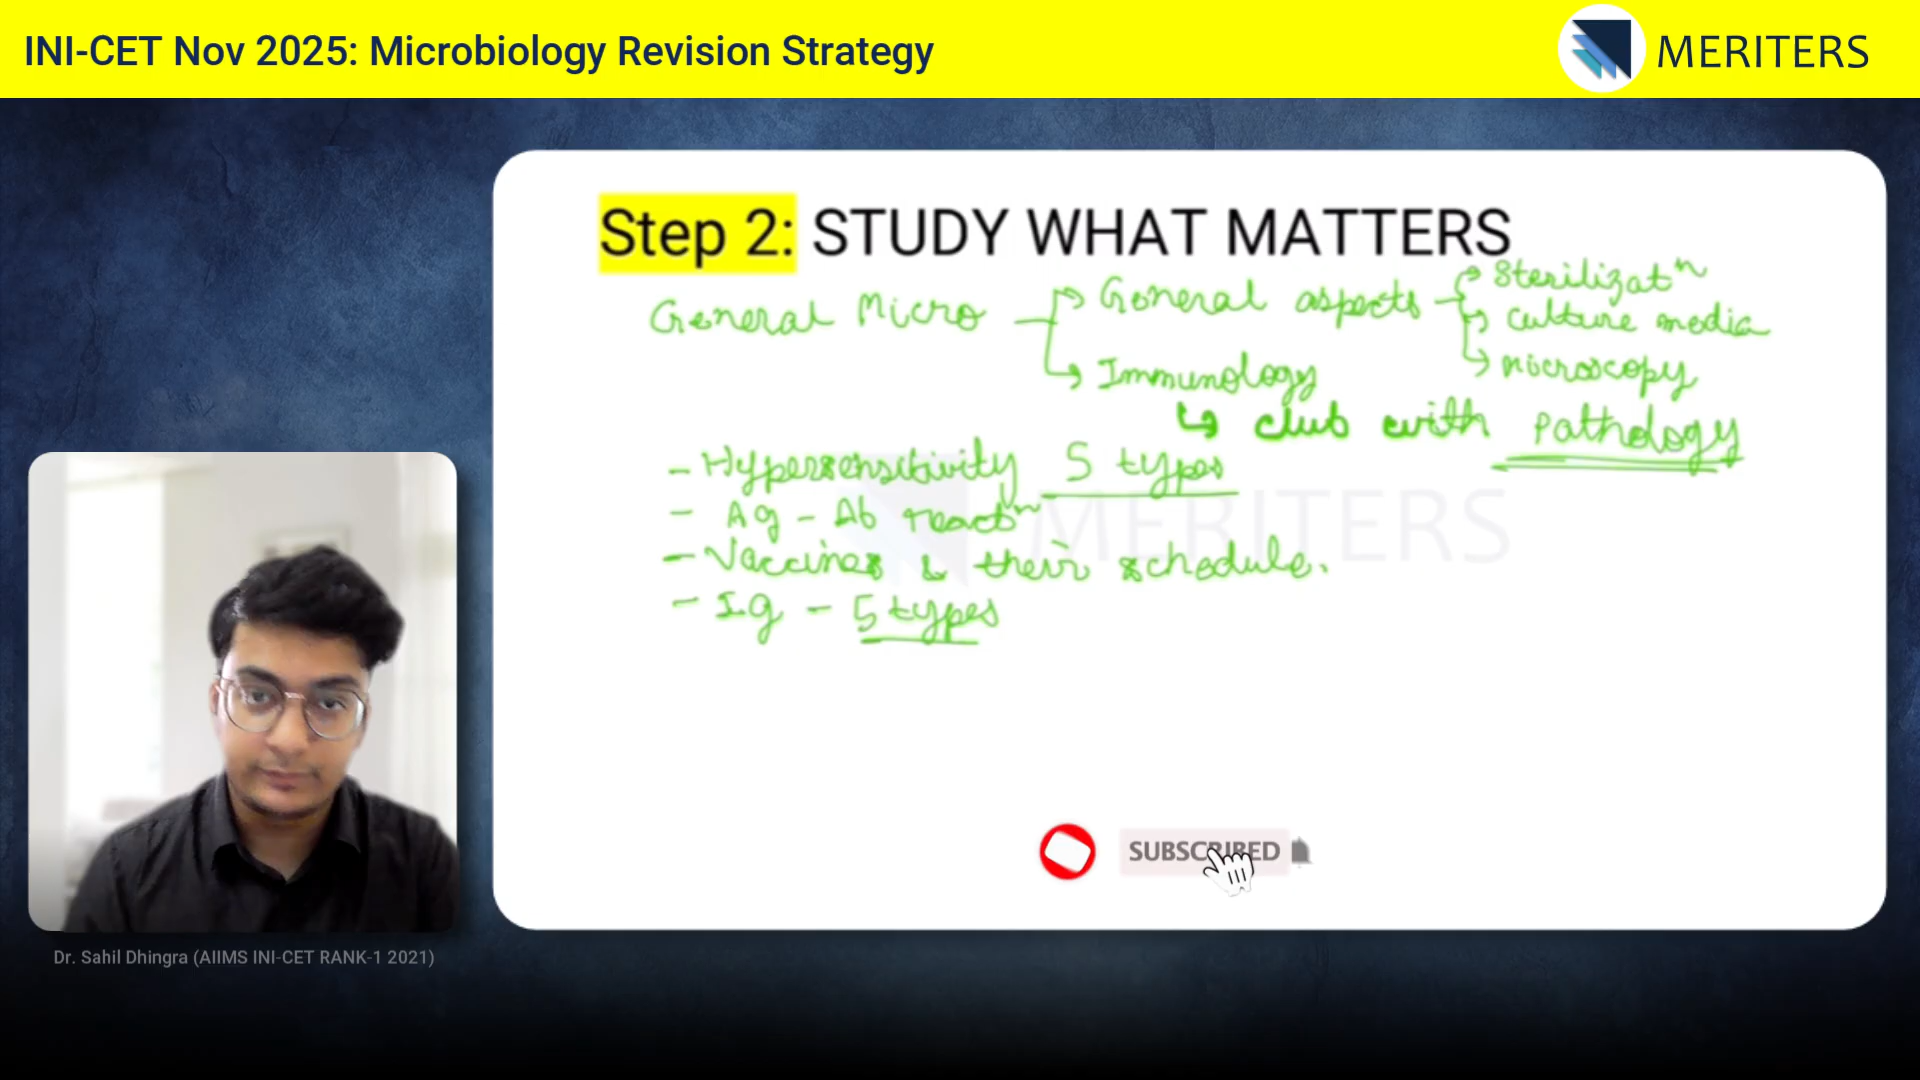 INI-CET Nov 2025: Microbiology Revision Strategy
MERITERS
Step 2: STUDY WHAT MATTERS
General Micro
General aspects
Sterilizatn
culture media
Microscopy
Immunology
club with Pathology
- Hypersensitivity 5 types
- Ag - Ab reactn
- Vaccines & their schedule.
- Ig - 5 types
MERITERS
SUBSCRIBED
Dr. Sahil Dhingra (AIIMS INI-CET RANK-1 2021)